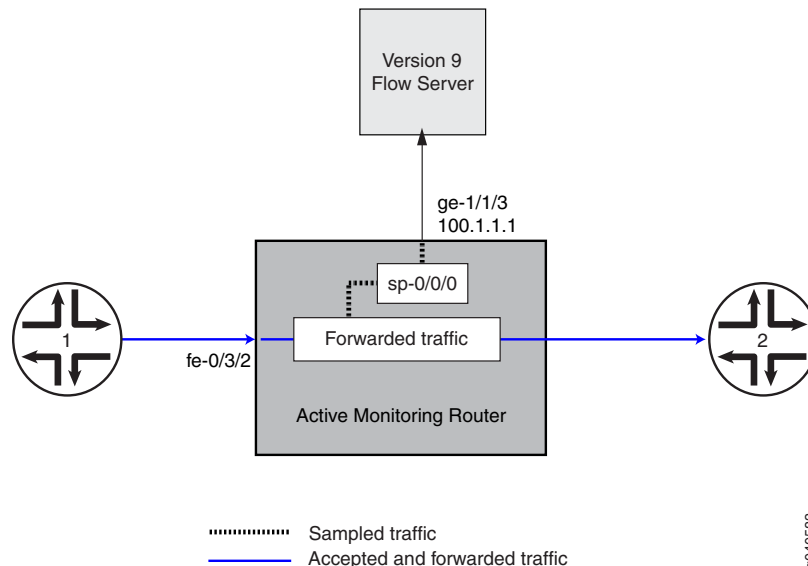 Version 9
Flow Server
ge-1/1/3
100.1.1.1
sp-0/0/0
1
Forwarded traffic
2
fe-0/3/2
Active Monitoring Router
Sampled traffic
Accepted and forwarded traffic